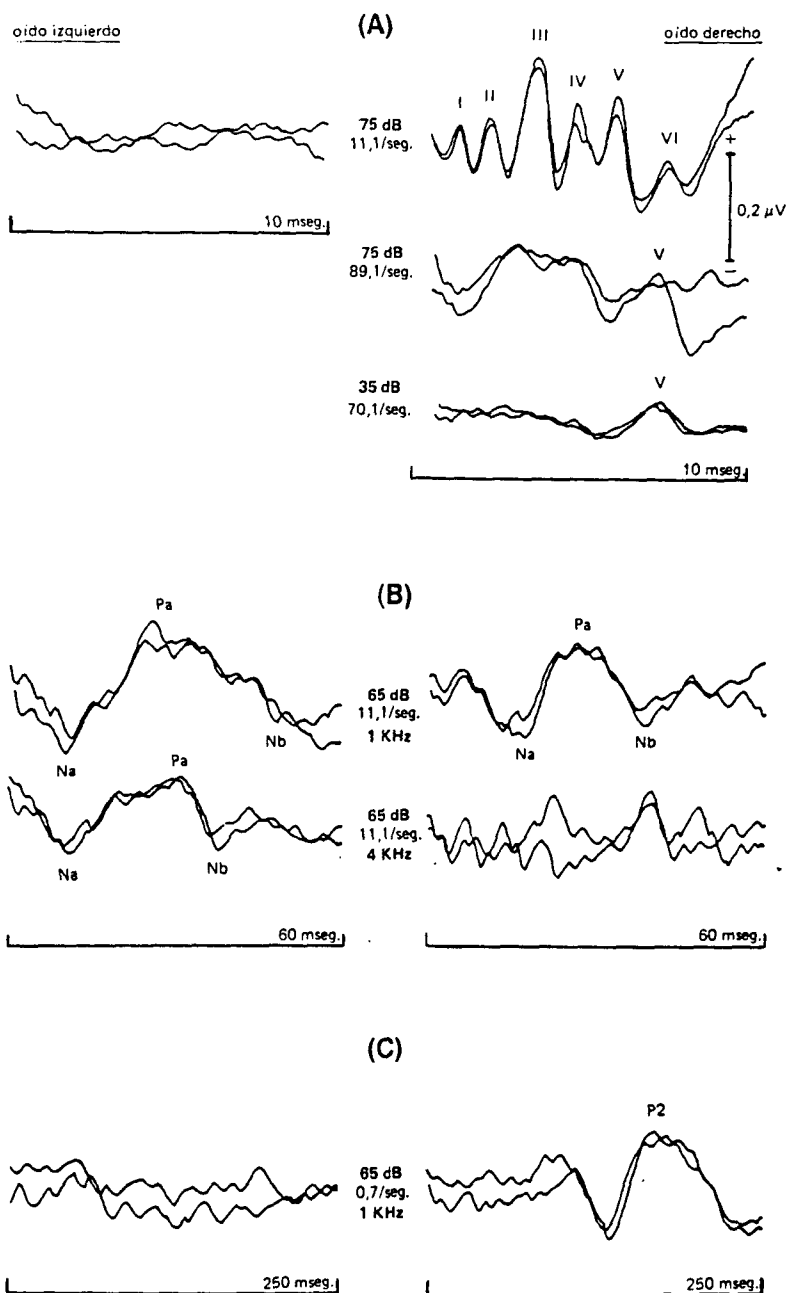 (A)
oído izquierdo
oído derecho
III
I II IV V VI
75 dB
11,1/seg.
+
0,2 µV
−
10 mseg.
75 dB
89,1/seg.
V
35 dB
70,1/seg.
V
10 mseg.
(B)
Pa
Pa
65 dB
11,1/seg.
1 KHz
Na
Nb
Na
Nb
Pa
65 dB
11,1/seg.
4 KHz
Na
Nb
60 mseg.
60 mseg.
(C)
P2
65 dB
0,7/seg.
1 KHz
250 mseg.
250 mseg.